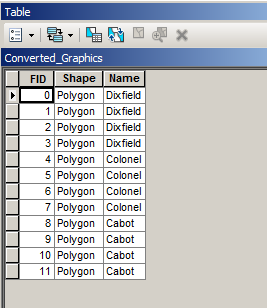 Table
Converted_Graphics
FID Shape Name
0 Polygon Dixfield
1 Polygon Dixfield
2 Polygon Dixfield
3 Polygon Dixfield
4 Polygon Colonel
5 Polygon Colonel
6 Polygon Colonel
7 Polygon Colonel
8 Polygon Cabot
9 Polygon Cabot
10 Polygon Cabot
11 Polygon Cabot